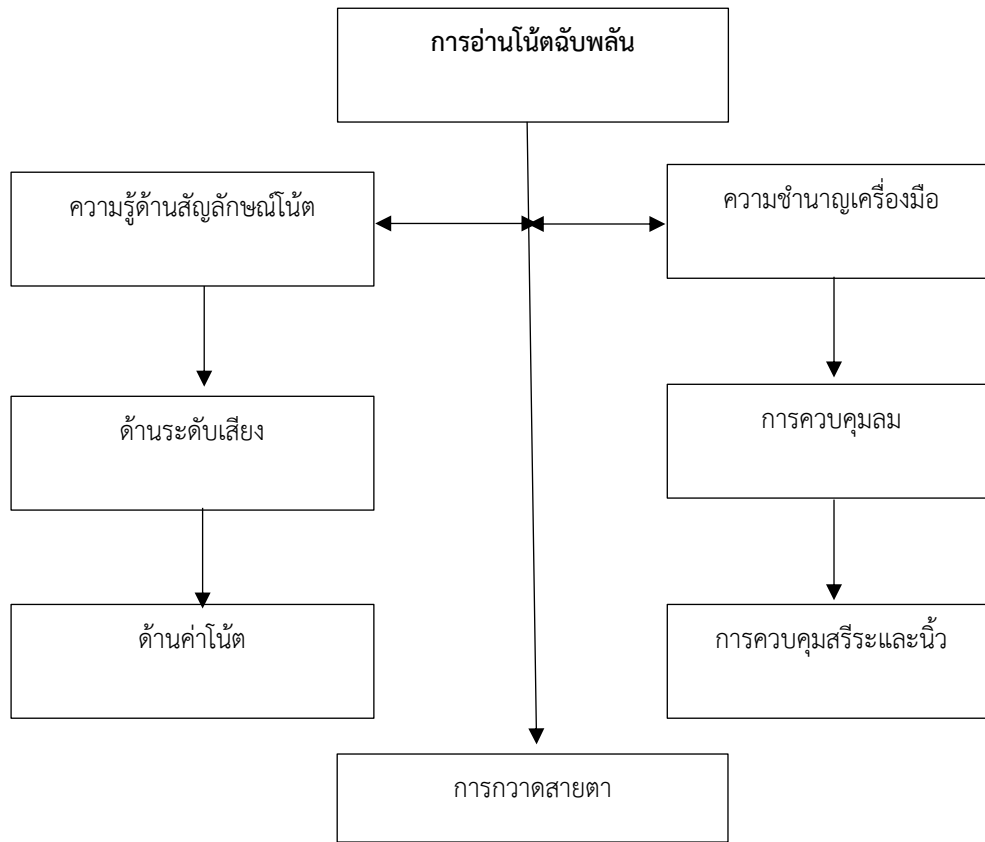 การอ่านโน้ตฉับพลัน
ความรู้ด้านสัญลักษณ์โน้ต
ความชำนาญเครื่องมือ
ด้านระดับเสียง
การควบคุมลม
ด้านค่าโน้ต
การควบคุมสรีระและนิ้ว
การกวาดสายตา